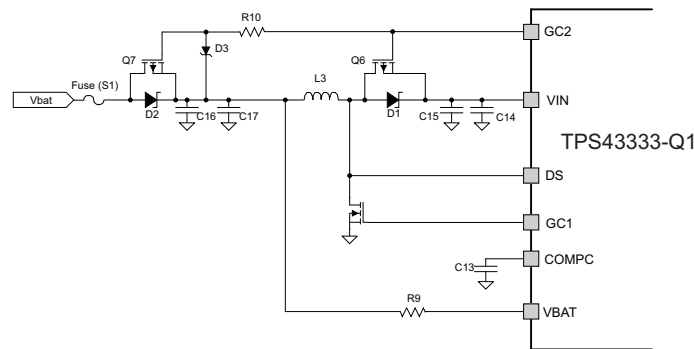 R10
GC2
Q7
D3
Q6
Fuse (S1)
L3
Vbat
VIN
D2
C16
C17
D1
C15
C14
TPS43333-Q1
DS
GC1
COMPC
C13
R9
VBAT